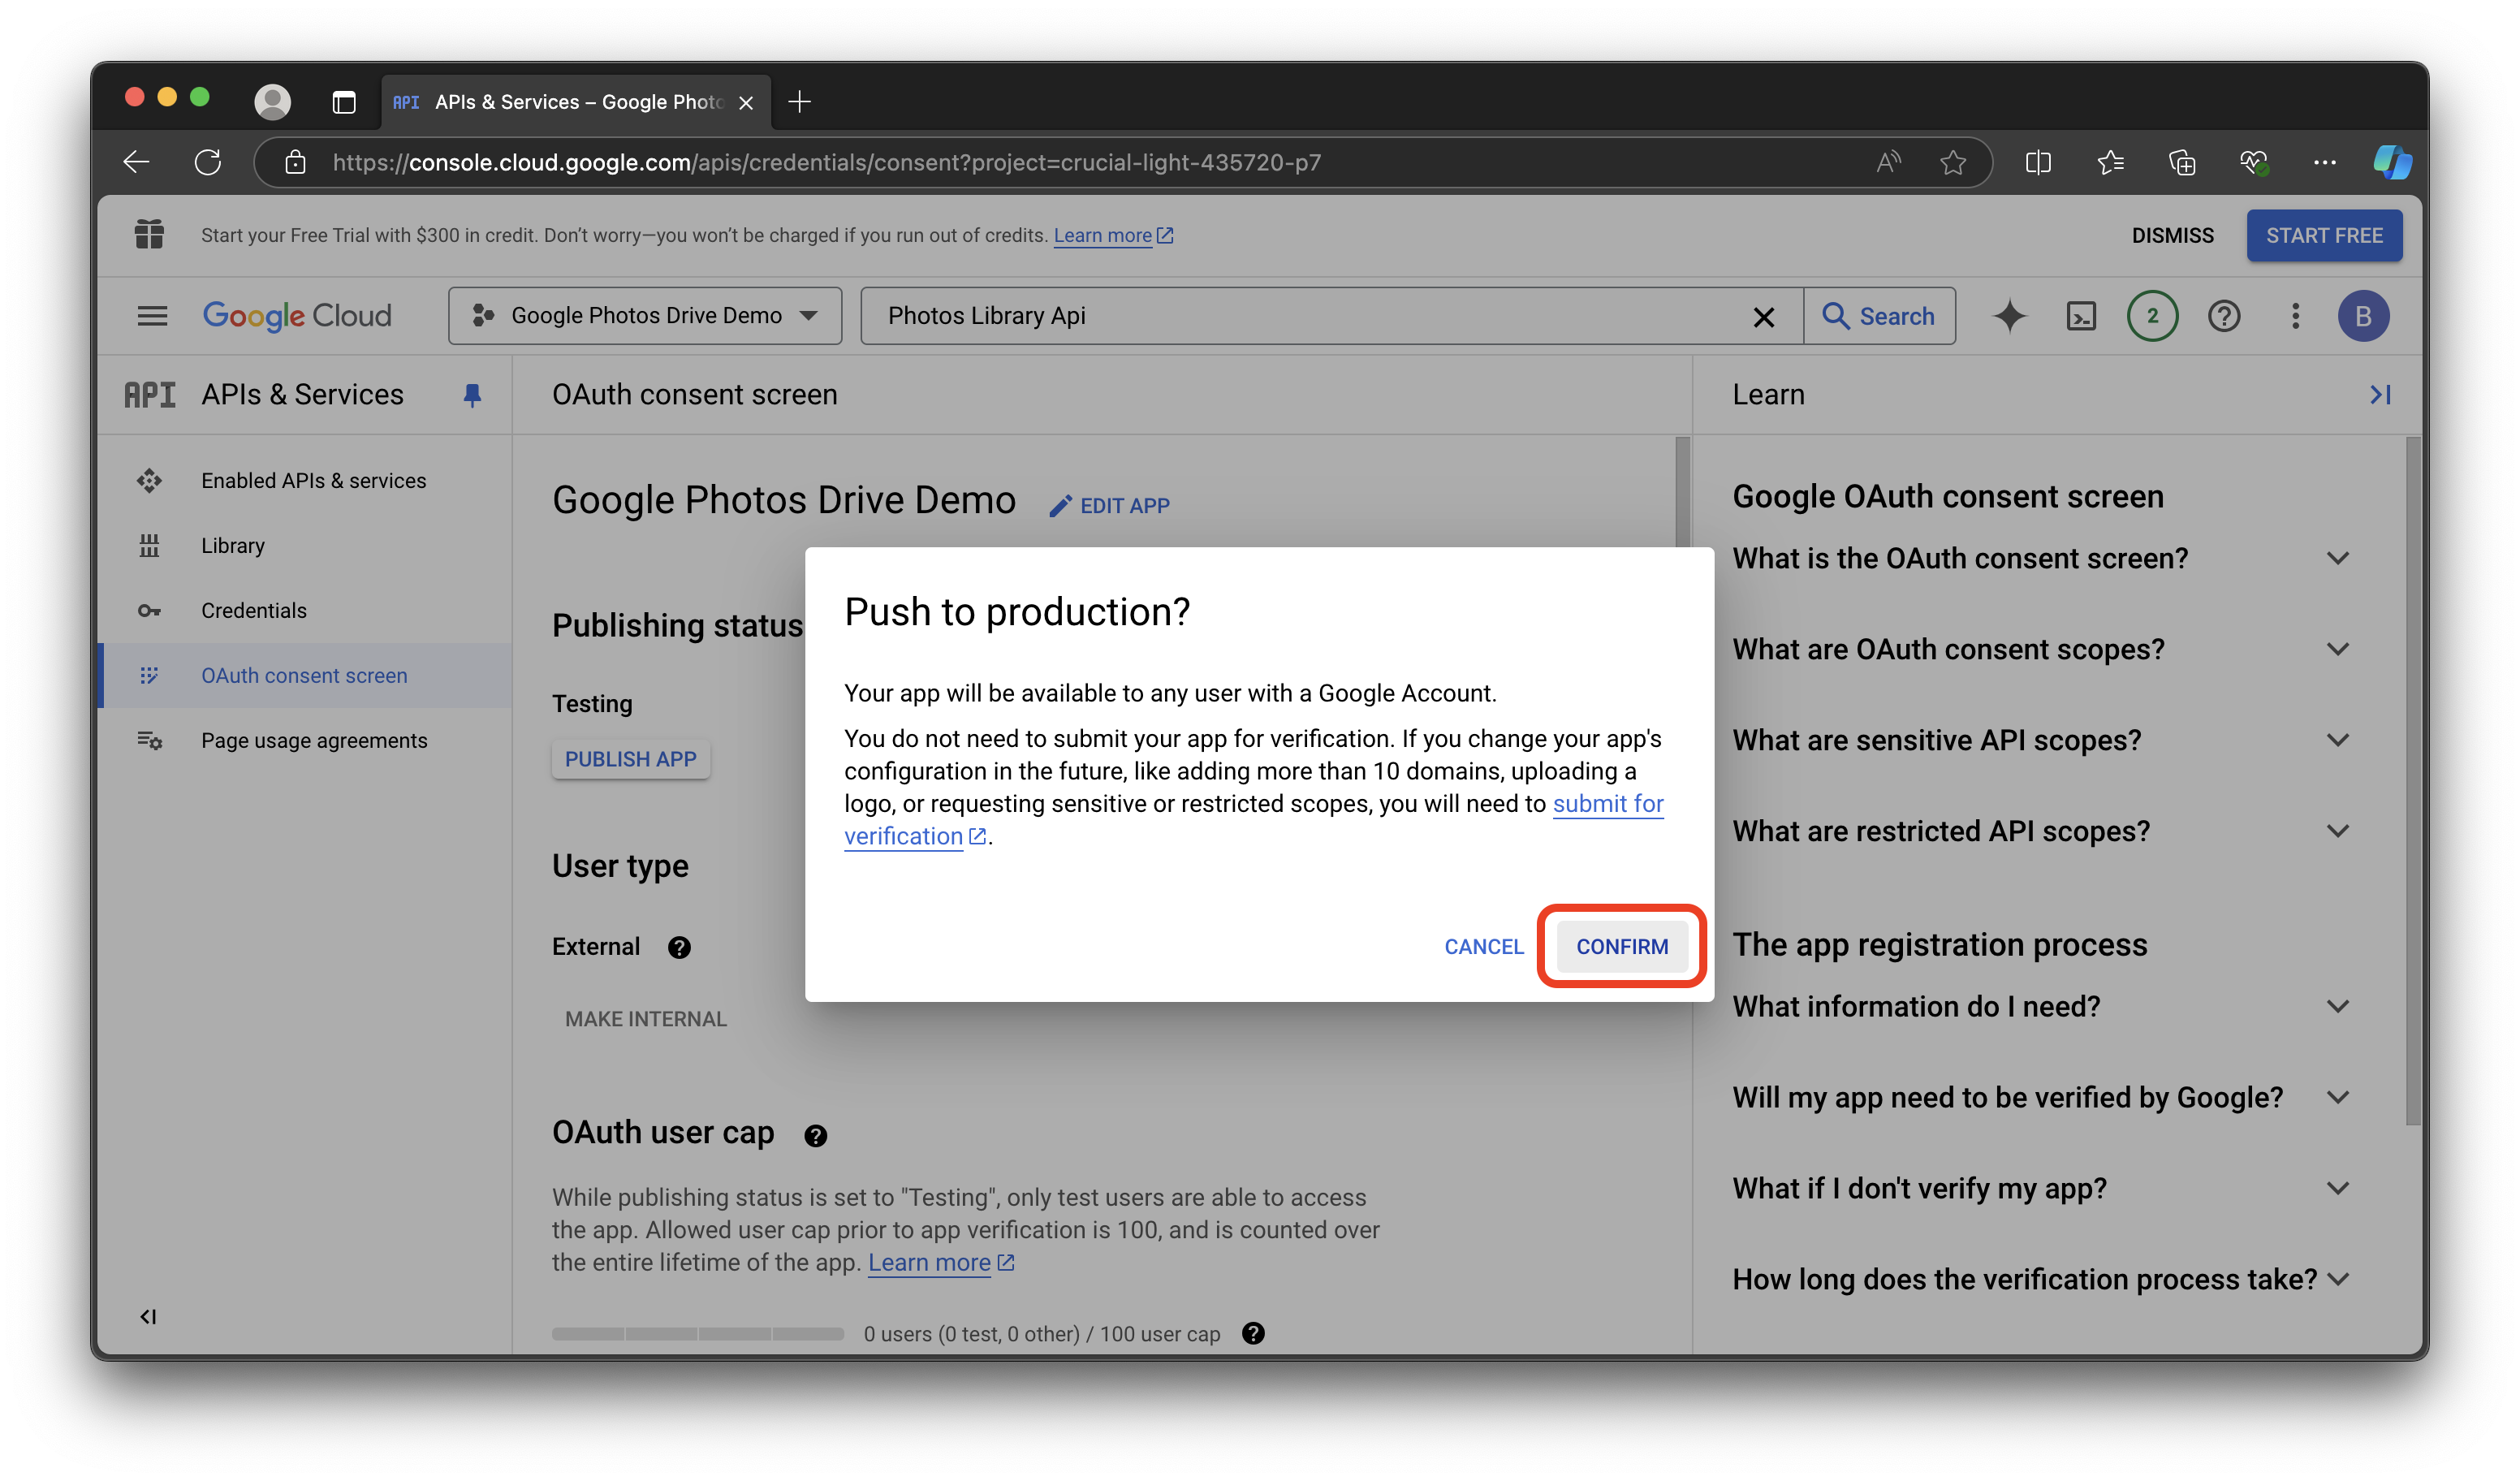 API APIs & Services – Google Photo
https://console.cloud.google.com/apis/credentials/consent?project=crucial-light-435720-p7
Start your Free Trial with $300 in credit. Don’t worry—you won’t be charged if you run out of credits. Learn more
DISMISS
START FREE
Google Cloud
Google Photos Drive Demo
Photos Library Api
Search
2
B
API APIs & Services
Enabled APIs & services
Library
Credentials
OAuth consent screen
Page usage agreements
OAuth consent screen
Google Photos Drive Demo
EDIT APP
Publishing status
Testing
PUBLISH APP
User type
External
MAKE INTERNAL
OAuth user cap
While publishing status is set to "Testing", only test users are able to access
the app. Allowed user cap prior to app verification is 100, and is counted over
the entire lifetime of the app. Learn more
0 users (0 test, 0 other) / 100 user cap
Push to production?
Your app will be available to any user with a Google Account.
You do not need to submit your app for verification. If you change your app's
configuration in the future, like adding more than 10 domains, uploading a
logo, or requesting sensitive or restricted scopes, you will need to submit for
verification.
CANCEL
CONFIRM
Learn
Google OAuth consent screen
What is the OAuth consent screen?
What are OAuth consent scopes?
What are sensitive API scopes?
What are restricted API scopes?
The app registration process
What information do I need?
Will my app need to be verified by Google?
What if I don't verify my app?
How long does the verification process take?